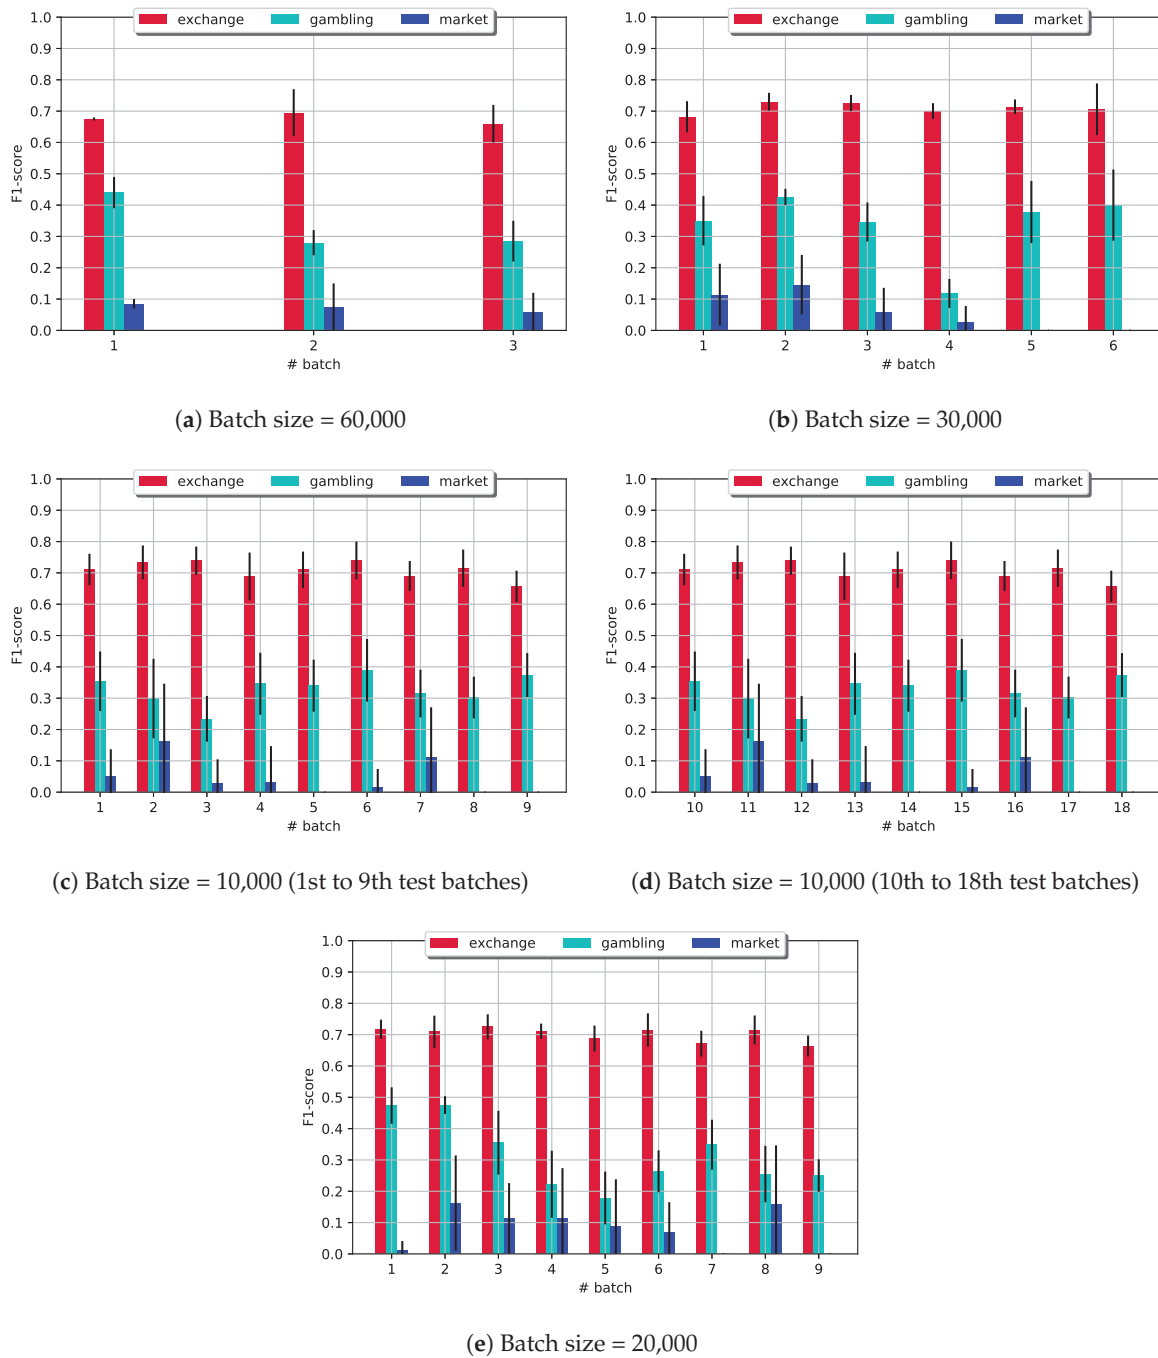 exchange gambling market
1.0
0.9
0.8
0.7
0.6
0.5
0.4
0.3
0.2
0.1
0.0
F1-score
1 2 3
# batch
(a) Batch size = 60,000
exchange gambling market
1.0
0.9
0.8
0.7
0.6
0.5
0.4
0.3
0.2
0.1
0.0
F1-score
1 2 3 4 5 6
# batch
(b) Batch size = 30,000
exchange gambling market
1.0
0.9
0.8
0.7
0.6
0.5
0.4
0.3
0.2
0.1
0.0
F1-score
1 2 3 4 5 6 7 8 9
# batch
(c) Batch size = 10,000 (1st to 9th test batches)
exchange gambling market
1.0
0.9
0.8
0.7
0.6
0.5
0.4
0.3
0.2
0.1
0.0
F1-score
10 11 12 13 14 15 16 17 18
# batch
(d) Batch size = 10,000 (10th to 18th test batches)
exchange gambling market
1.0
0.9
0.8
0.7
0.6
0.5
0.4
0.3
0.2
0.1
0.0
F1-score
1 2 3 4 5 6 7 8 9
# batch
(e) Batch size = 20,000